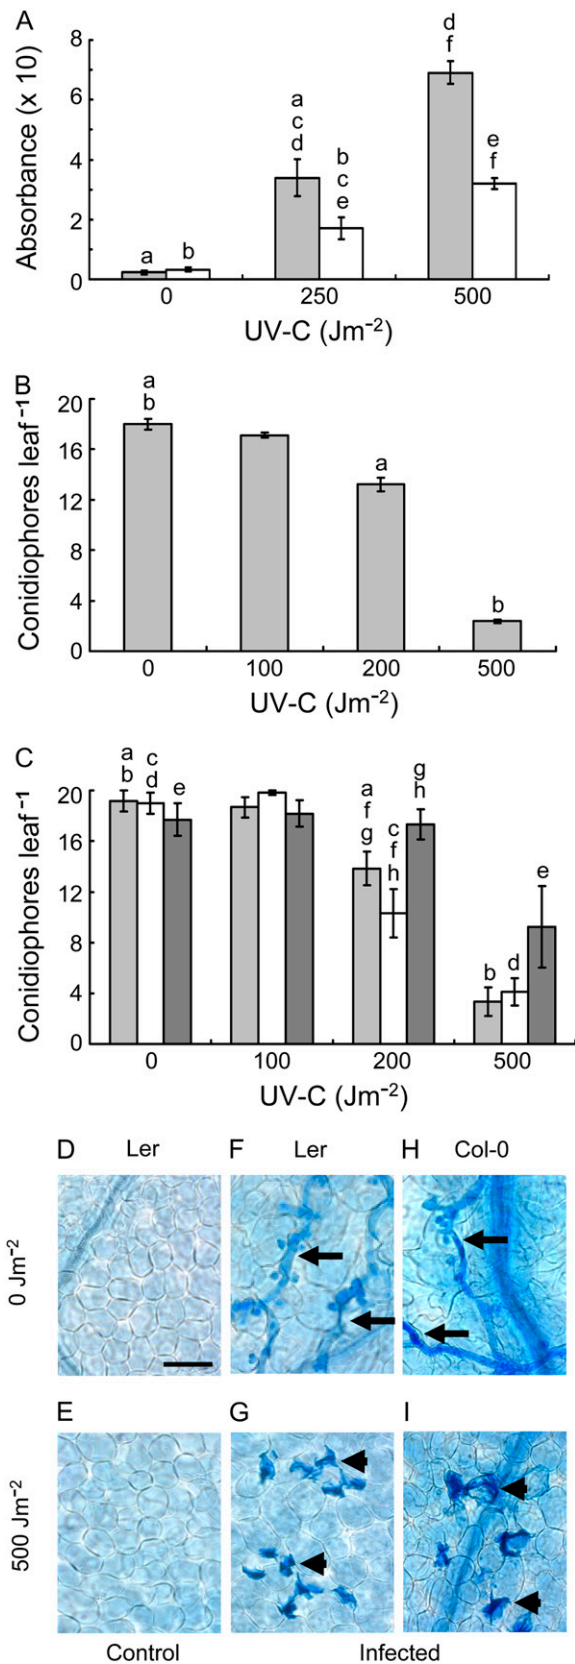 A
Absorbance (x 10)
8
6
4
2
0
a
b
a
c
d
b
c
e
d
f
e
f
0 250 500
UV-C (Jm⁻²)
B
Conidiophores leaf⁻¹
20
16
12
8
4
0
a
b
a
b
0 100 200 500
UV-C (Jm⁻²)
C
Conidiophores leaf⁻¹
20
16
12
8
4
0
a
b
c
d
e
a
f
g
c
f
h
g
h
b
d
e
0 100 200 500
UV-C (Jm⁻²)
D Ler F Ler H Col-0
0 Jm⁻²
E G I
500 Jm⁻²
Control Infected